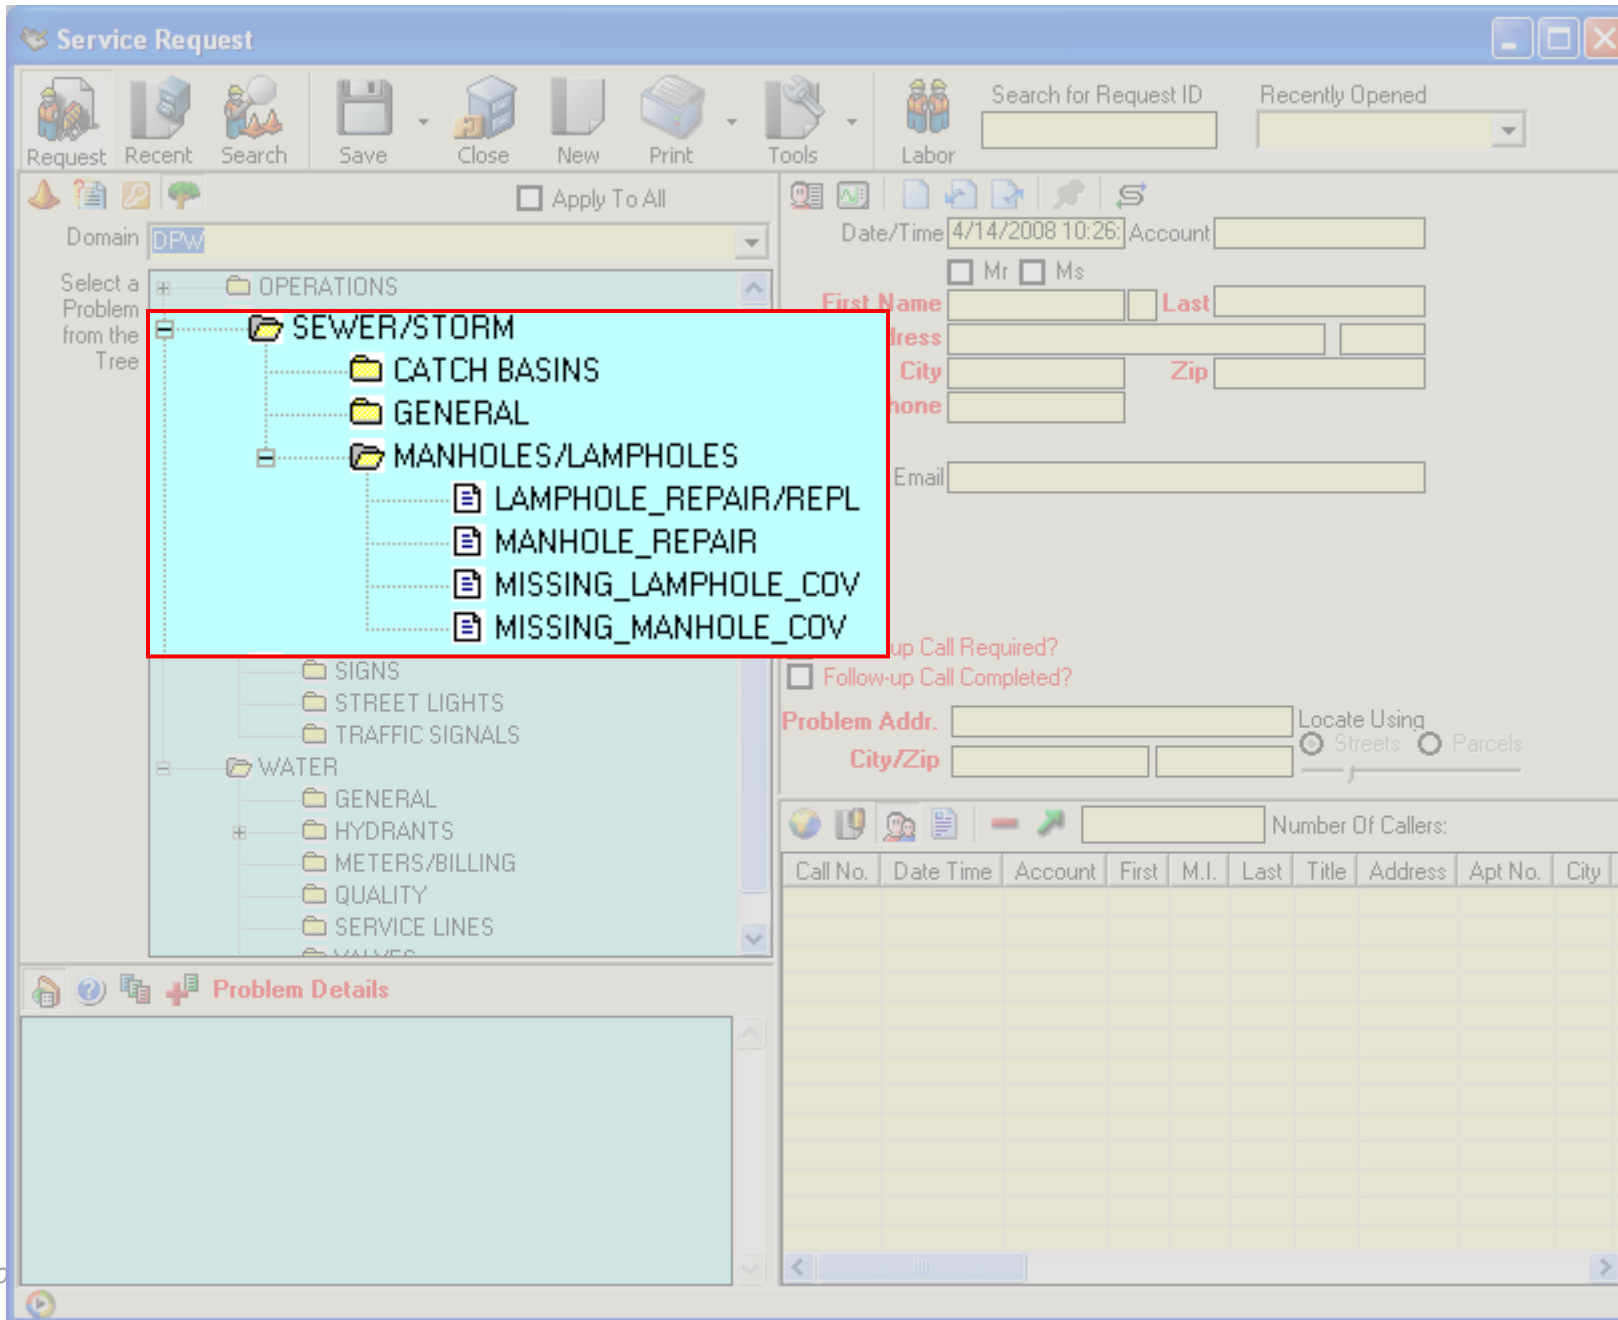 Service Request
Request Recent Search Save Close New Print Tools Labor
Search for Request ID Recently Opened
Apply To All
Domain DPW
Select a
Problem
from the
Tree
OPERATIONS
SEWER/STORM
CATCH BASINS
GENERAL
MANHOLES/LAMPHOLES
LAMPHOLE_REPAIR/REPL
MANHOLE_REPAIR
MISSING_LAMPHOLE_COV
MISSING_MANHOLE_COV
SIGNS
STREET LIGHTS
TRAFFIC SIGNALS
WATER
GENERAL
HYDRANTS
METERS/BILLING
QUALITY
SERVICE LINES
Problem Details
Date/Time 4/14/2008 10:26: Account
Mr Ms
First Name Last
dress
City Zip
hone
Email
up Call Required?
Follow-up Call Completed?
Problem Addr.
Locate Using
Streets Parcels
City/Zip
Number Of Callers:
Call No. Date Time Account First M.I. Last Title Address Apt No. City